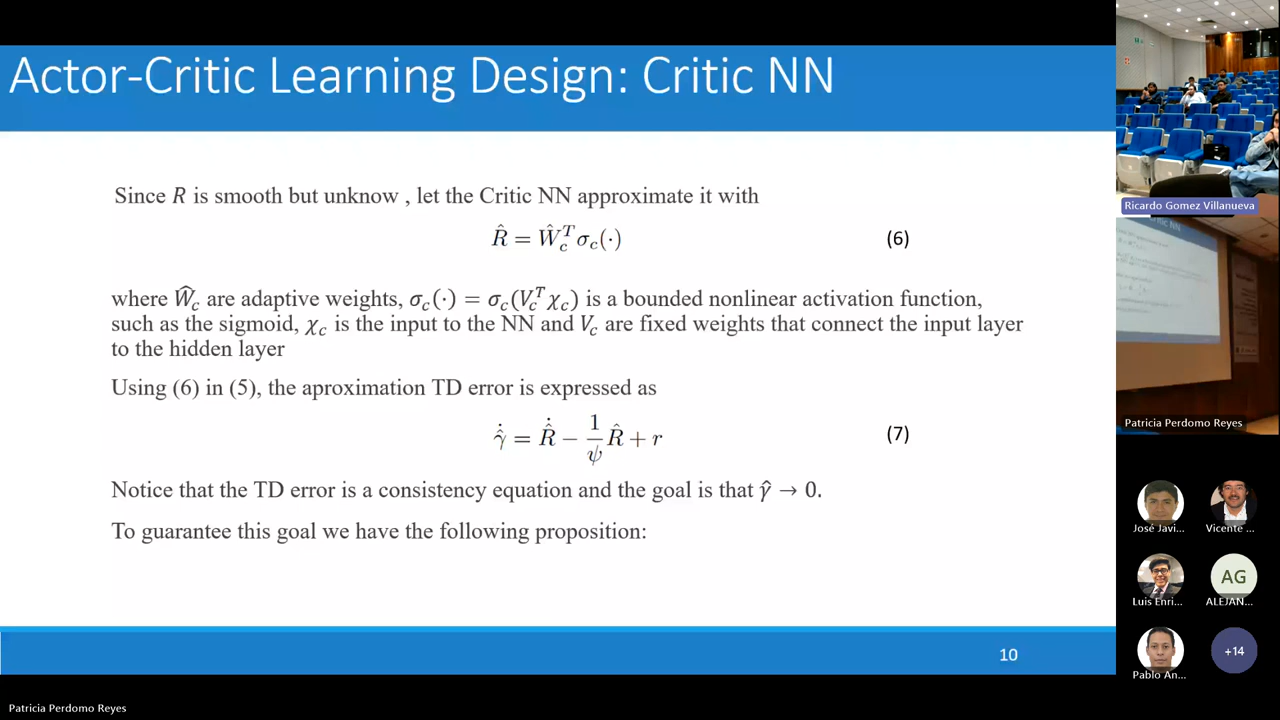 Actor-Critic Learning Design: Critic NN
Since R is smooth but unknow , let the Critic NN approximate it with
R̂ = Ŵ_c^T σ_c(·) (6)
where Ŵ_c are adaptive weights, σ_c(·) = σ_c(V_c^T χ_c) is a bounded nonlinear activation function,
such as the sigmoid, χ_c is the input to the NN and V_c are fixed weights that connect the input layer
to the hidden layer
Using (6) in (5), the aproximation TD error is expressed as
γ̂̇ = R̂̇ − 1/ψ R̂ + r (7)
Notice that the TD error is a consistency equation and the goal is that γ̂ → 0.
To guarantee this goal we have the following proposition:
10
Ricardo Gomez Villanueva
Patricia Perdomo Reyes
José Javi...
Vicente ...
Luis Enri...
AG
ALEJAN...
Pablo An...
+14
Patricia Perdomo Reyes